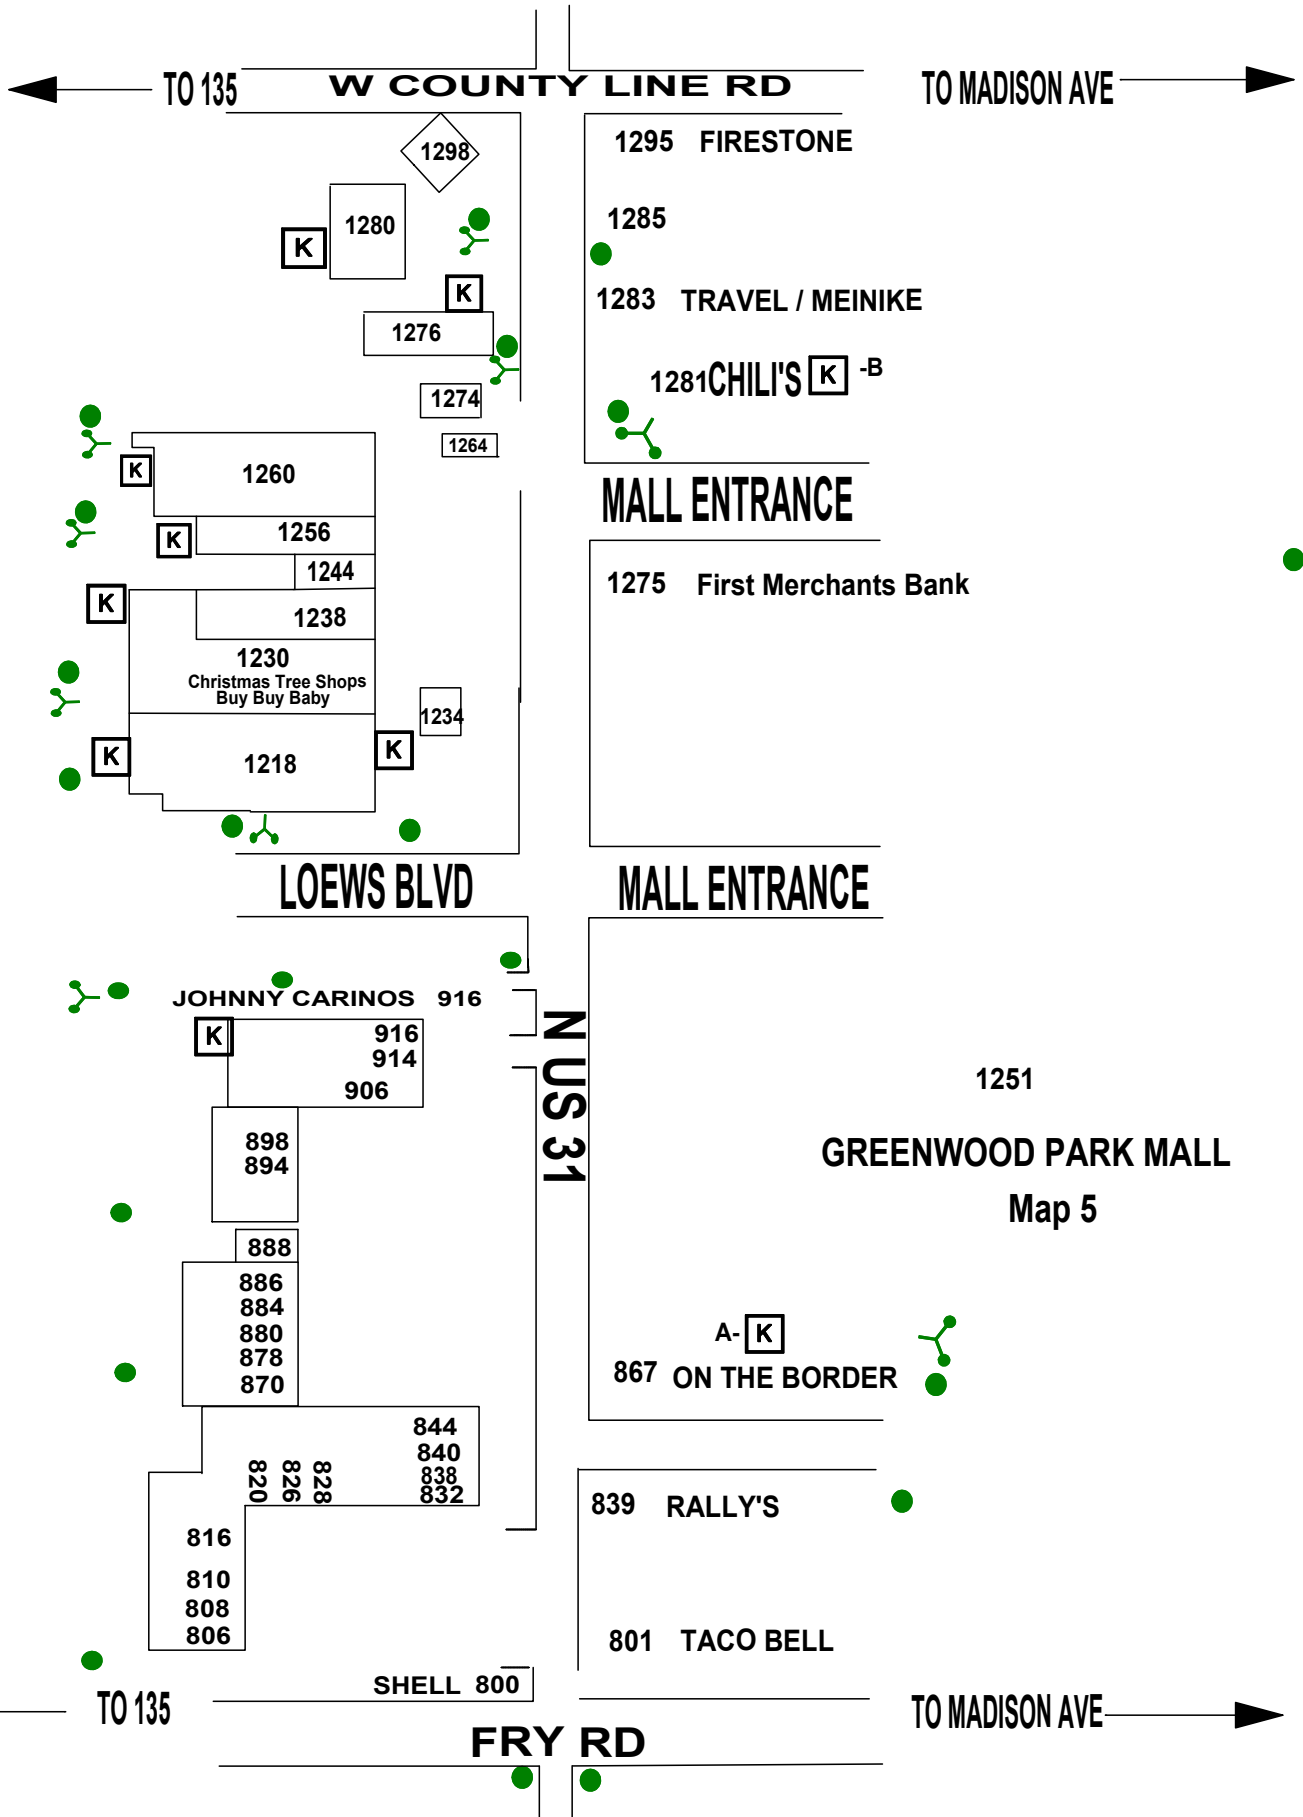 TO 135
W COUNTY LINE RD
TO MADISON AVE
1298
1295 FIRESTONE
1280
K
1285
K
1276
1283 TRAVEL / MEINIKE
1274
1281 CHILI'S K -B
1264
1260
K
MALL ENTRANCE
1256
K
1244
1275 First Merchants Bank
K
1238
1230
Christmas Tree Shops
Buy Buy Baby
1234
K
1218
K
LOEWS BLVD
MALL ENTRANCE
JOHNNY CARINOS 916
K
916
914
906
N US 31
1251
898
894
GREENWOOD PARK MALL
Map 5
888
886
884
880
878
870
A- K
867 ON THE BORDER
844
840
838
832
820
826
828
839 RALLY'S
816
810
808
806
801 TACO BELL
SHELL 800
TO 135
TO MADISON AVE
FRY RD